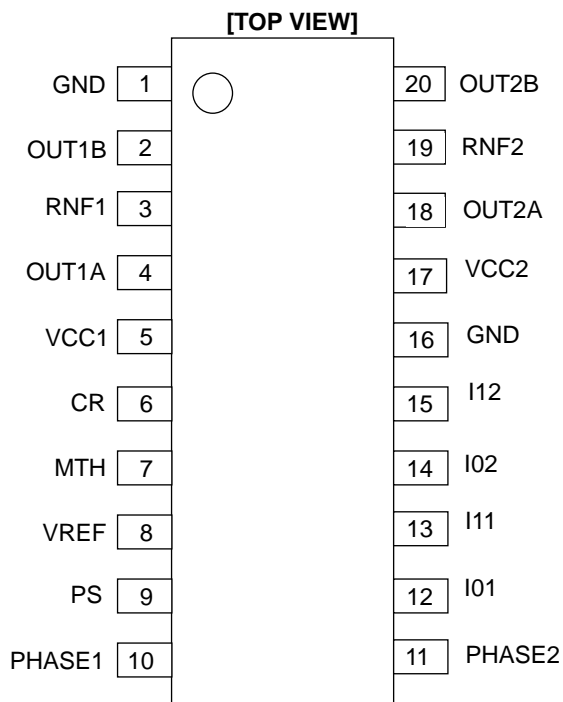 [TOP VIEW]
GND 1 20 OUT2B
OUT1B 2 19 RNF2
RNF1 3 18 OUT2A
OUT1A 4 17 VCC2
VCC1 5 16 GND
CR 6 15 I12
MTH 7 14 I02
VREF 8 13 I11
PS 9 12 I01
PHASE1 10 11 PHASE2